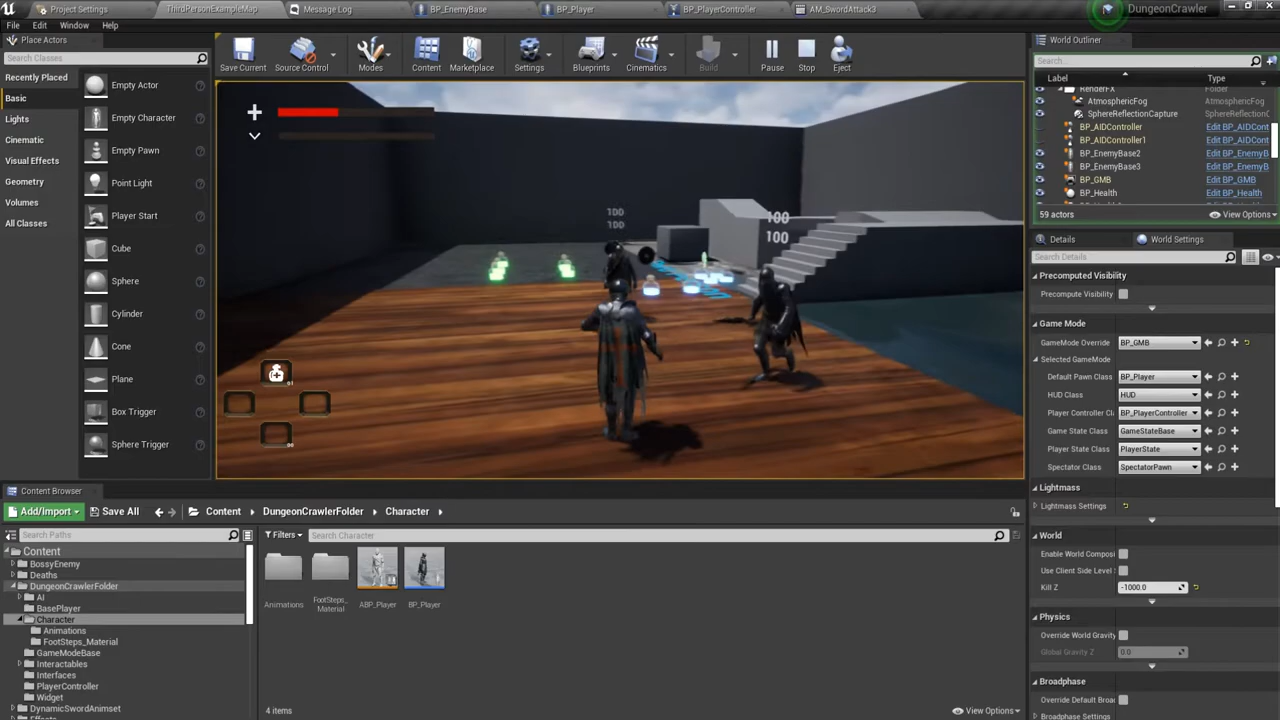 Project Settings
ThirdPersonExampleMap
Message Log
BP_EnemyBase
BP_Player
BP_PlayerController
AM_SwordAttack3
DungeonCrawler
File Edit Window Help
Place Actors
Search Classes
Recently Placed
Basic
Lights
Cinematic
Visual Effects
Geometry
Volumes
All Classes
Empty Actor
Empty Character
Empty Pawn
Point Light
Player Start
Cube
Sphere
Cylinder
Cone
Plane
Box Trigger
Sphere Trigger
Save Current
Source Control
Modes
Content
Marketplace
Settings
Blueprints
Cinematics
Build
Pause
Stop
Eject
100
100
100
100
World Outliner
Search...
Label Type
RenderFX Folder
AtmosphericFog AtmosphericFog
SphereReflectionCapture SphereReflectionC
BP_AIDController Edit BP_AIDCont
BP_AIDController1 Edit BP_AIDCont
BP_EnemyBase2 Edit BP_EnemyB
BP_EnemyBase3 Edit BP_EnemyB
BP_GMB Edit BP_GMB
BP_Health Edit BP_Health
59 actors
View Options
Details
World Settings
Search Details
Precomputed Visibility
Precompute Visibility
Game Mode
GameMode Override BP_GMB
Selected GameMode
Default Pawn Class BP_Player
HUD Class HUD
Player Controller Cl BP_PlayerController
Game State Class GameStateBase
Player State Class PlayerState
Spectator Class SpectatorPawn
Lightmass
Lightmass Settings
World
Enable World Composi
Use Client Side Level
Kill Z -1000.0
Physics
Override World Gravity
Global Gravity Z 0.0
Broadphase
Override Default Broa
Broadphase Settings
Content Browser
Add/Import
Save All
Content
DungeonCrawlerFolder
Character
Search Paths
Filters
Search Character
Content
BossyEnemy
Deaths
DungeonCrawlerFolder
AI
BasePlayer
Character
Animations
FootSteps_Material
GameModeBase
Interactables
Interfaces
PlayerController
Widget
DynamicSwordAnimset
Animations
FootSteps_
Material
ABP_Player
BP_Player
4 items
View Options